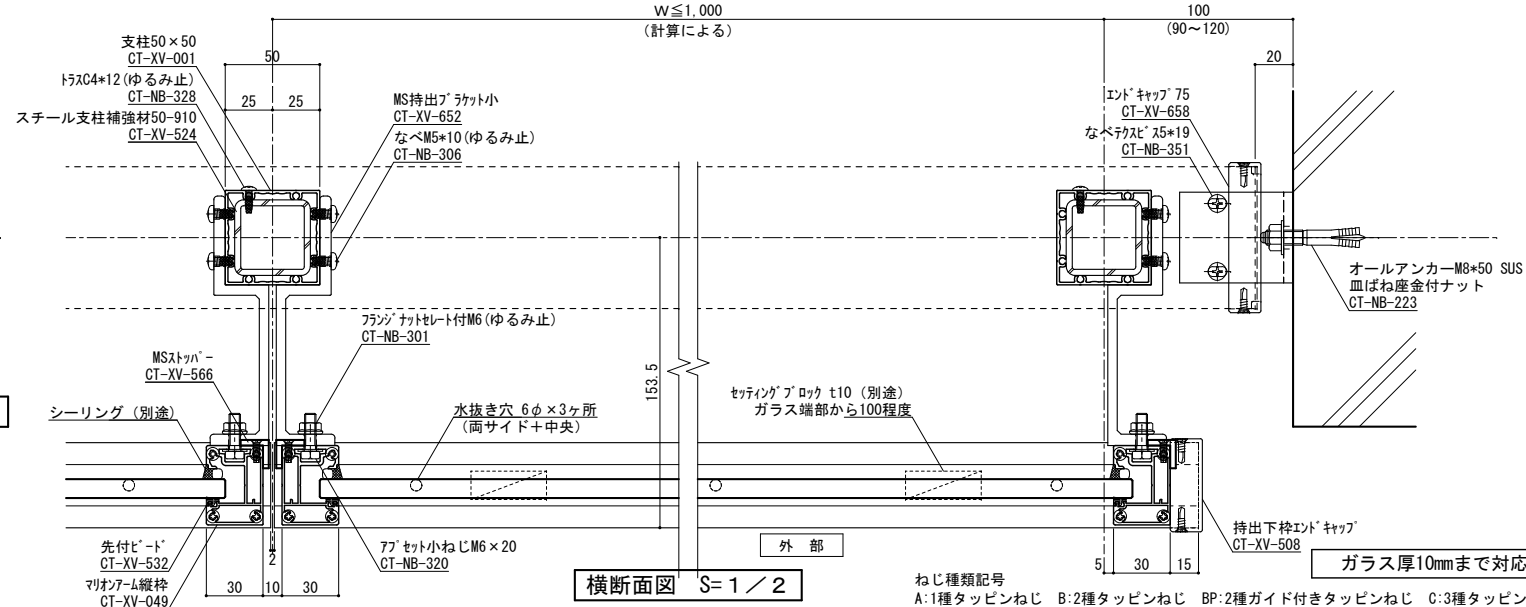 W≦1,000
(計算による)
100
(90～120)
支柱50×50
CT-XV-001
50
20
ﾄﾗｽC4*12(ゆるみ止)
CT-NB-328
25
25
MS持出ﾌﾞﾗｹｯﾄ小
CT-XV-652
ｴﾝﾄﾞｷｬｯﾌﾟ75
CT-XV-658
スチール支柱補強材50-910
CT-XV-524
なべM5*10(ゆるみ止)
CT-NB-306
なべﾃｸｽﾋﾞｽ5*19
CT-NB-351
オールアンカーM8*50 SUS
皿ばね座金付ナット
CT-NB-223
ﾌﾗﾝｼﾞﾅｯﾄｾﾚｰﾄ付M6(ゆるみ止)
CT-NB-301
MSｽﾄｯﾊﾟｰ
CT-XV-566
153.5
シーリング（別途）
水抜き穴 6φ×3ヶ所
(両サイド＋中央)
ｾｯﾃｨﾝｸﾞﾌﾞﾛｯｸ t10（別途）
ガラス端部から100程度
先付ﾋﾞｰﾄﾞ
CT-XV-532
2
ｱﾌﾟｾｯﾄ小ねじM6×20
CT-NB-320
外 部
持出下枠ｴﾝﾄﾞｷｬｯﾌﾟ
CT-XV-508
ﾏﾘｵﾝｱｰﾑ縦枠
CT-XV-049
30
10
30
5
30
15
横断面図 S=１／２
ガラス厚10mmまで対応
ねじ種類記号
A:1種タッピンねじ B:2種タッピンねじ BP:2種ガイド付きタッピンねじ C:3種タッピン